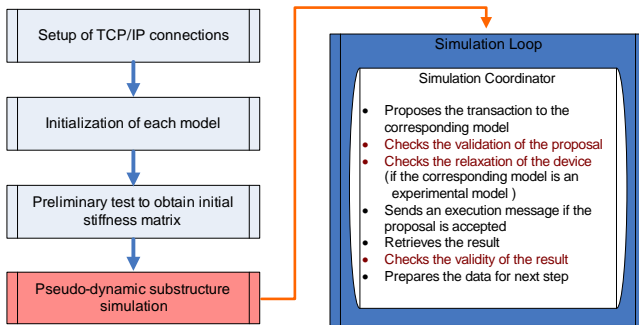 Setup of TCP/IP connections
Initialization of each model
Preliminary test to obtain initial
stiffness matrix
Pseudo-dynamic substructure
simulation
Simulation Loop
Simulation Coordinator
• Proposes the transaction to the
corresponding model
• Checks the validation of the proposal
• Checks the relaxation of the device
(if the corresponding model is an
experimental model )
• Sends an execution message if the
proposal is accepted
• Retrieves the result
• Checks the validity of the result
• Prepares the data for next step